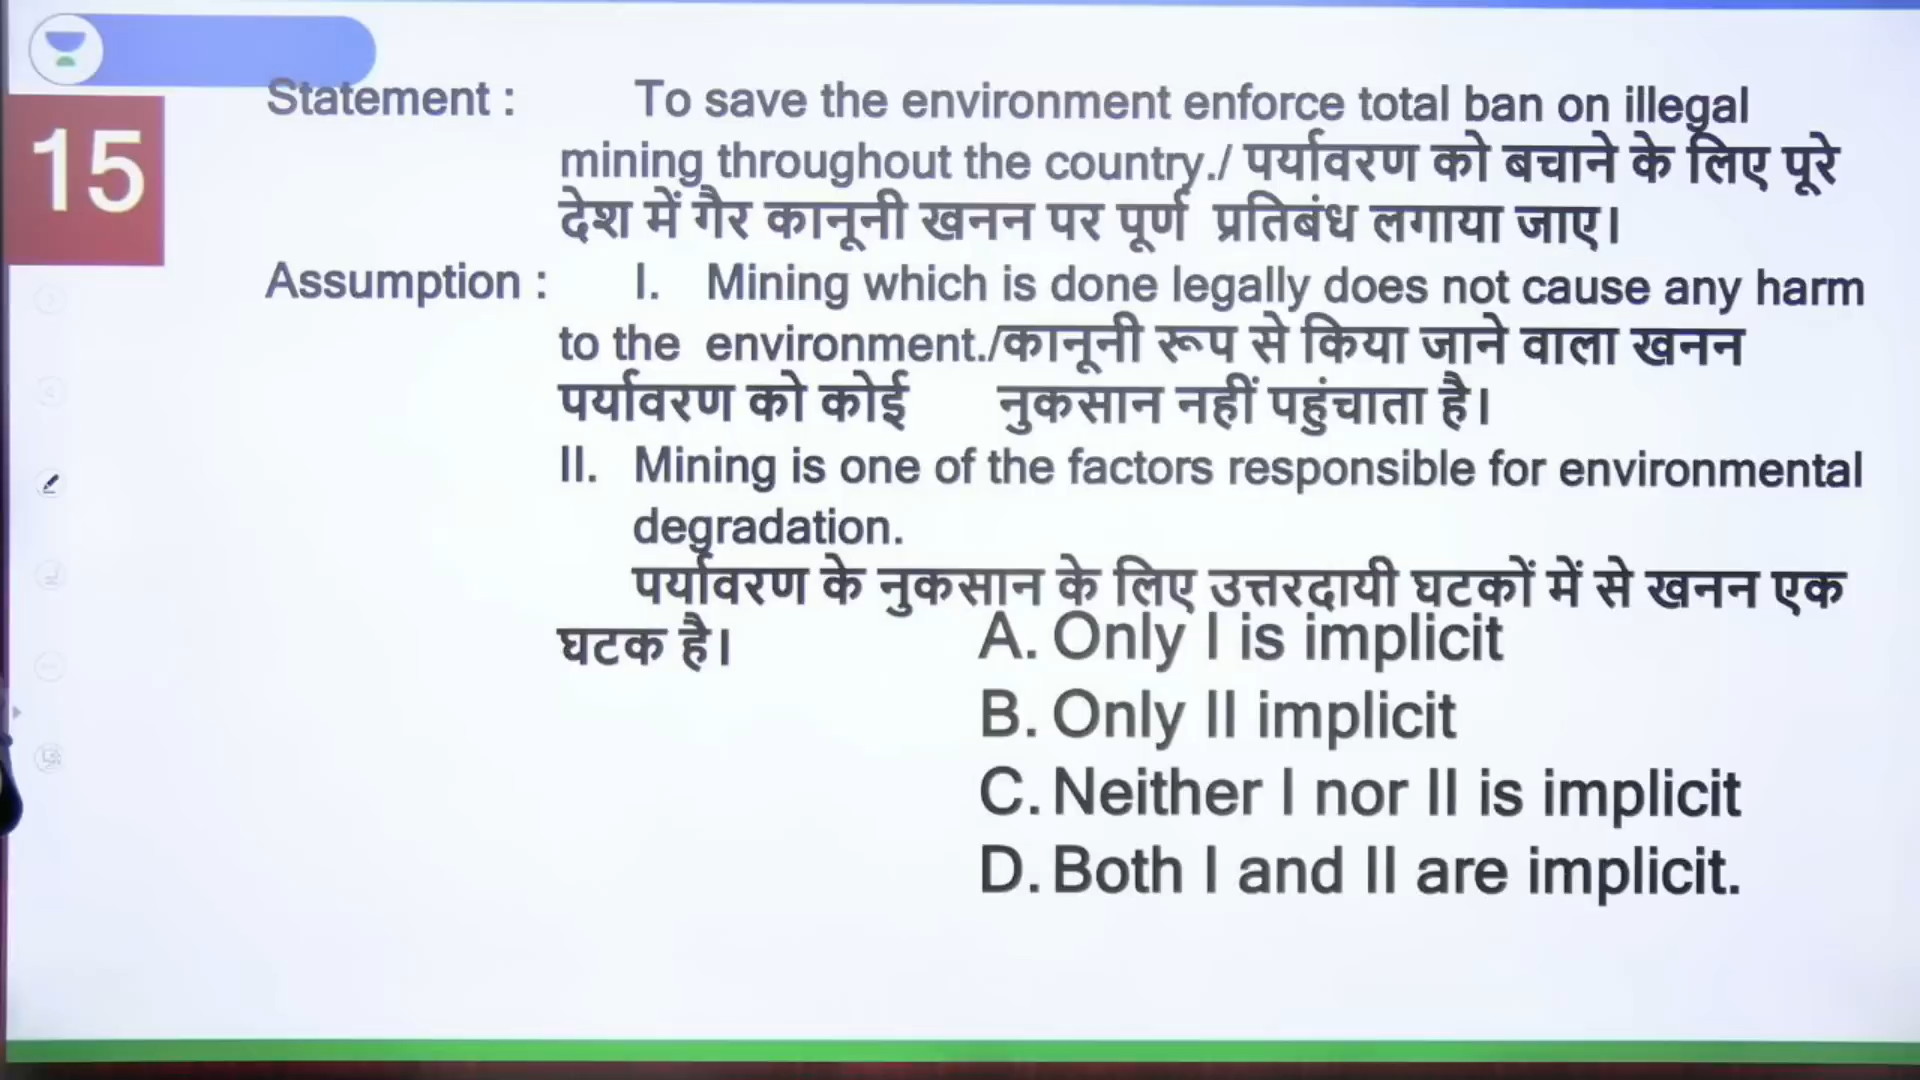 15
Statement : To save the environment enforce total ban on illegal
mining throughout the country./ पर्यावरण को बचाने के लिए पूरे
देश में गैर कानूनी खनन पर पूर्ण प्रतिबंध लगाया जाए।
Assumption : I. Mining which is done legally does not cause any harm
to the environment./कानूनी रूप से किया जाने वाला खनन
पर्यावरण को कोई नुकसान नहीं पहुंचाता है।
II. Mining is one of the factors responsible for environmental
degradation.
पर्यावरण के नुकसान के लिए उत्तरदायी घटकों में से खनन एक
घटक है।
A. Only I is implicit
B. Only II implicit
C. Neither I nor II is implicit
D. Both I and II are implicit.